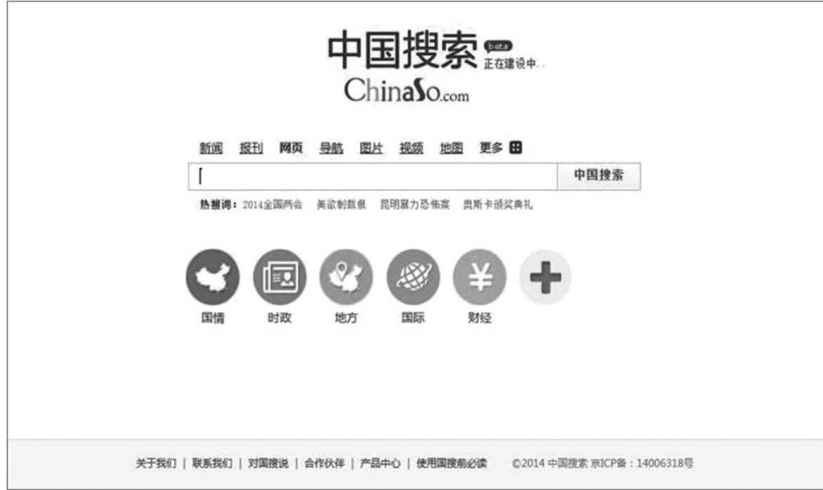 中国搜索 beta
正在建设中..
ChinaSo.com
新闻 报刊 网页 导航 图片 视频 地图 更多
中国搜索
热搜词： 2014全国两会 美欲制裁俄 昆明暴力恐怖案 奥斯卡颁奖典礼
国情 时政 地方 国际 财经
关于我们 | 联系我们 | 对国搜说 | 合作伙伴 | 产品中心 | 使用国搜前必读 ©2014 中国搜索 京ICP备：14006318号